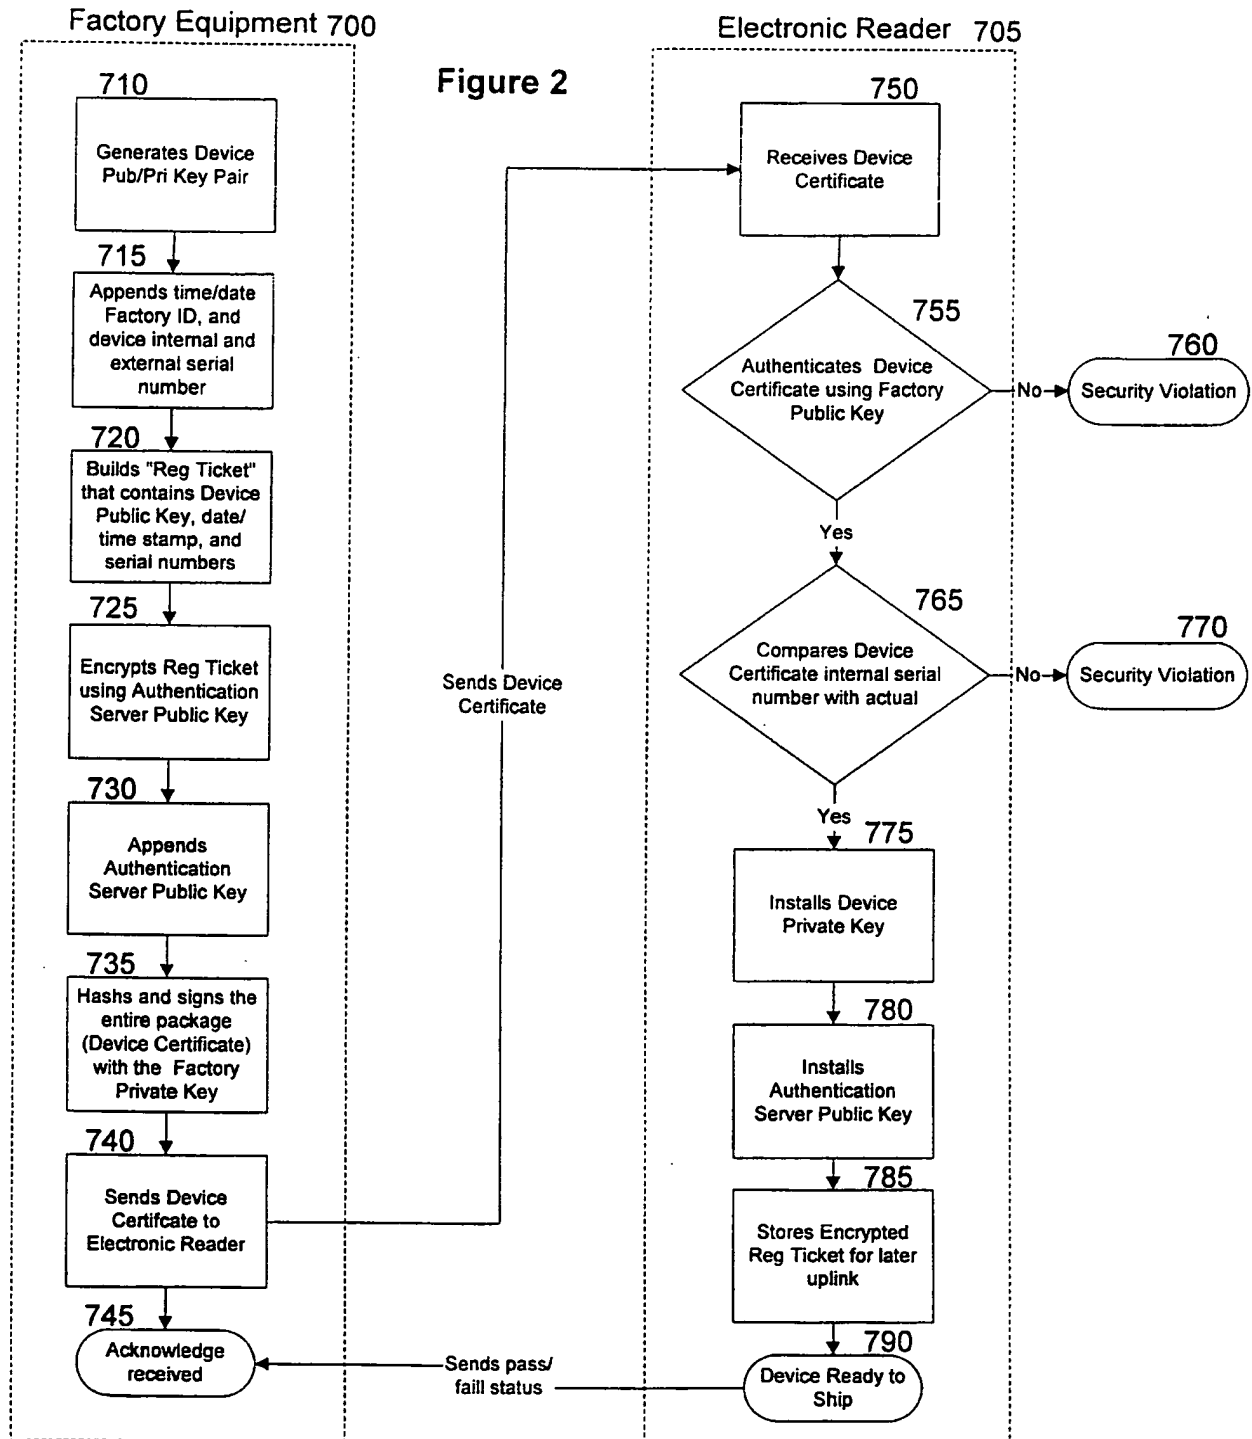 Factory Equipment 700
Electronic Reader 705
Figure 2
710
Generates Device
Pub/Pri Key Pair
715
Appends time/date
Factory ID, and
device internal and
external serial
number
720
Builds "Reg Ticket"
that contains Device
Public Key, date/
time stamp, and
serial numbers
725
Encrypts Reg Ticket
using Authentication
Server Public Key
730
Appends
Authentication
Server Public Key
735
Hashs and signs the
entire package
(Device Certificate)
with the Factory
Private Key
740
Sends Device
Certifcate to
Electronic Reader
745
Acknowledge
received
Sends Device
Certificate
750
Receives Device
Certificate
755
Authenticates Device
Certificate using Factory
Public Key
No
760
Security Violation
Yes
765
Compares Device
Certificate internal serial
number with actual
No
770
Security Violation
Yes
775
Installs Device
Private Key
780
Installs
Authentication
Server Public Key
785
Stores Encrypted
Reg Ticket for later
uplink
790
Device Ready to
Ship
Sends pass/
faill status